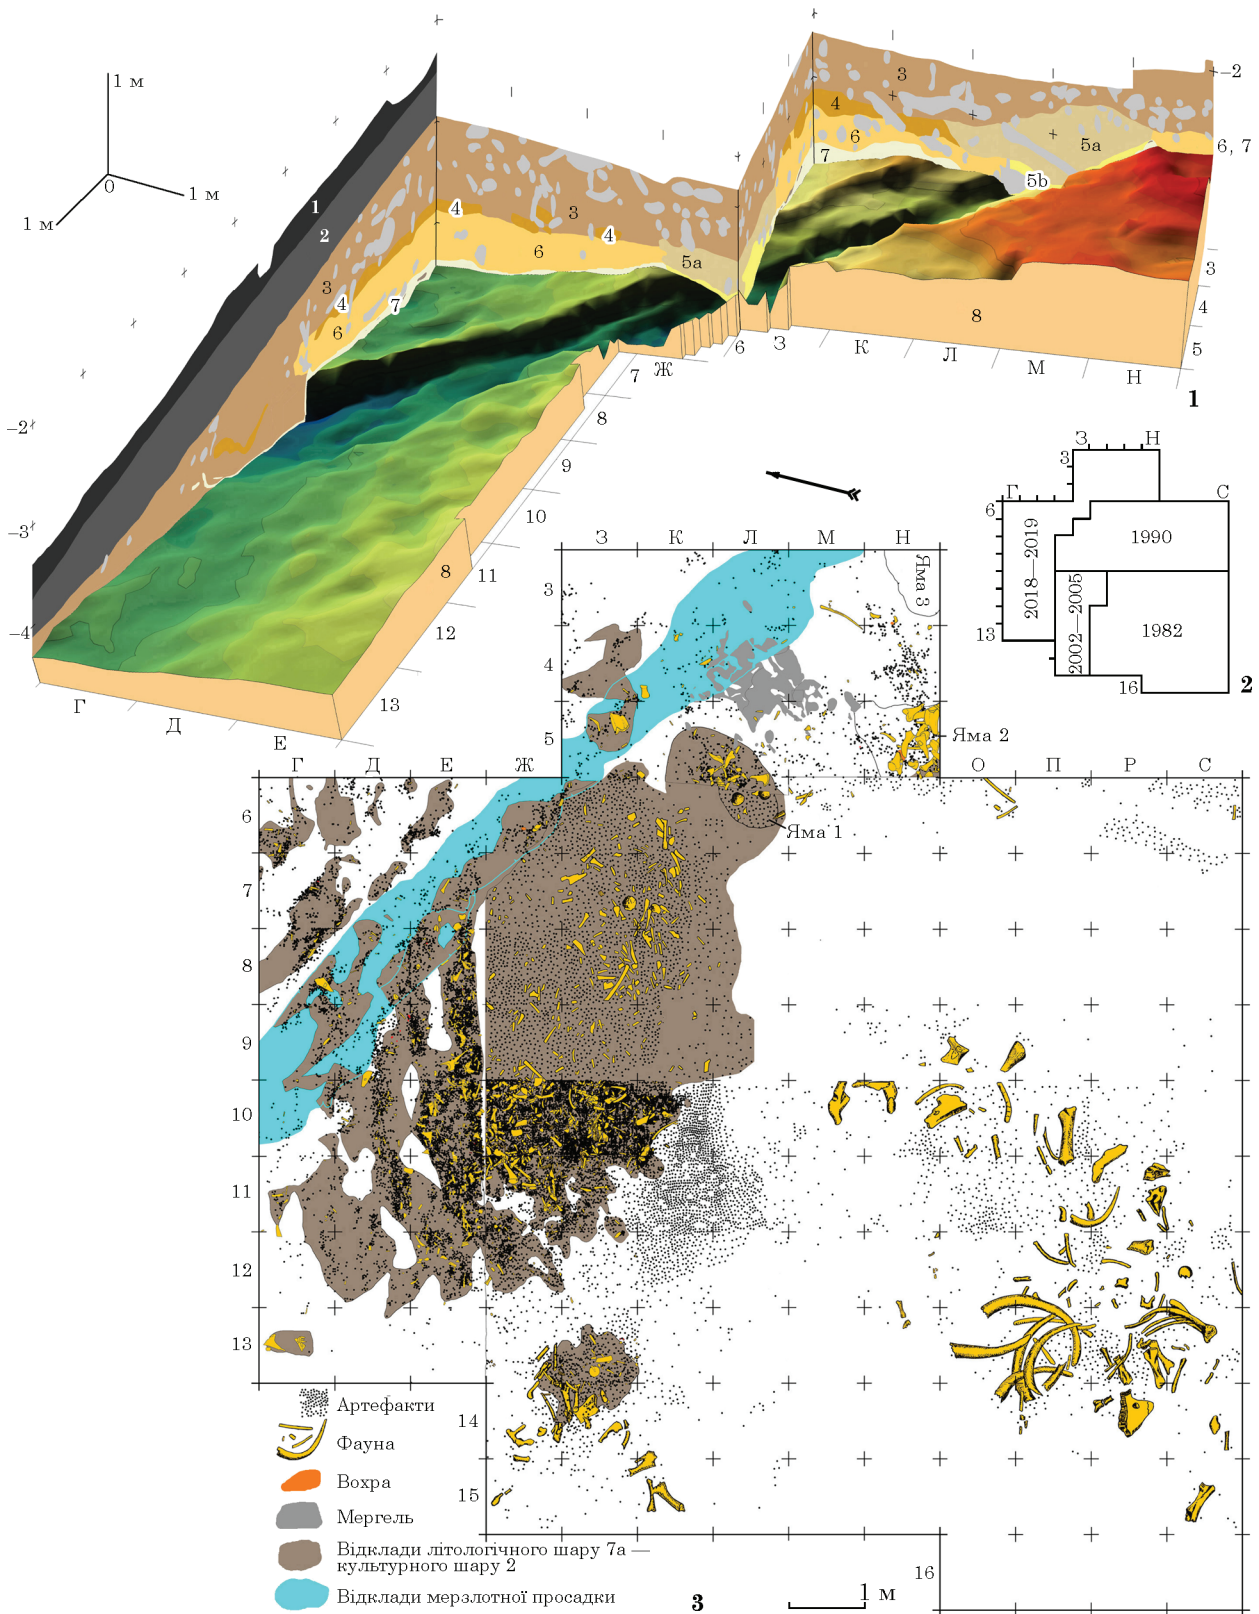 1 м
0
1 м
1 м
1
2
3
4
6
7
4
3
4
6
5а
3
4
6
7
5а
5b
–2
6, 7
3
4
5
8
6
З
К
Л
М
Н
1
Ж
7
8
9
10
8
11
12
13
–2
–3
–4
Г
Д
Е
З
Н
3
Г
С
6
2018—2019
1990
2002—2005
1982
13
16
2
З
К
Л
М
Н
3
4
5
Яма 3
Яма 2
Г
Д
Е
Ж
О
П
Р
С
6
Яма 1
7
8
9
10
11
12
13
14
15
16
Артефакти
Фауна
Вохра
Мергель
Відклади літологічного шару 7а —
культурного шару 2
Відклади мерзлотної просадки
3
1 м